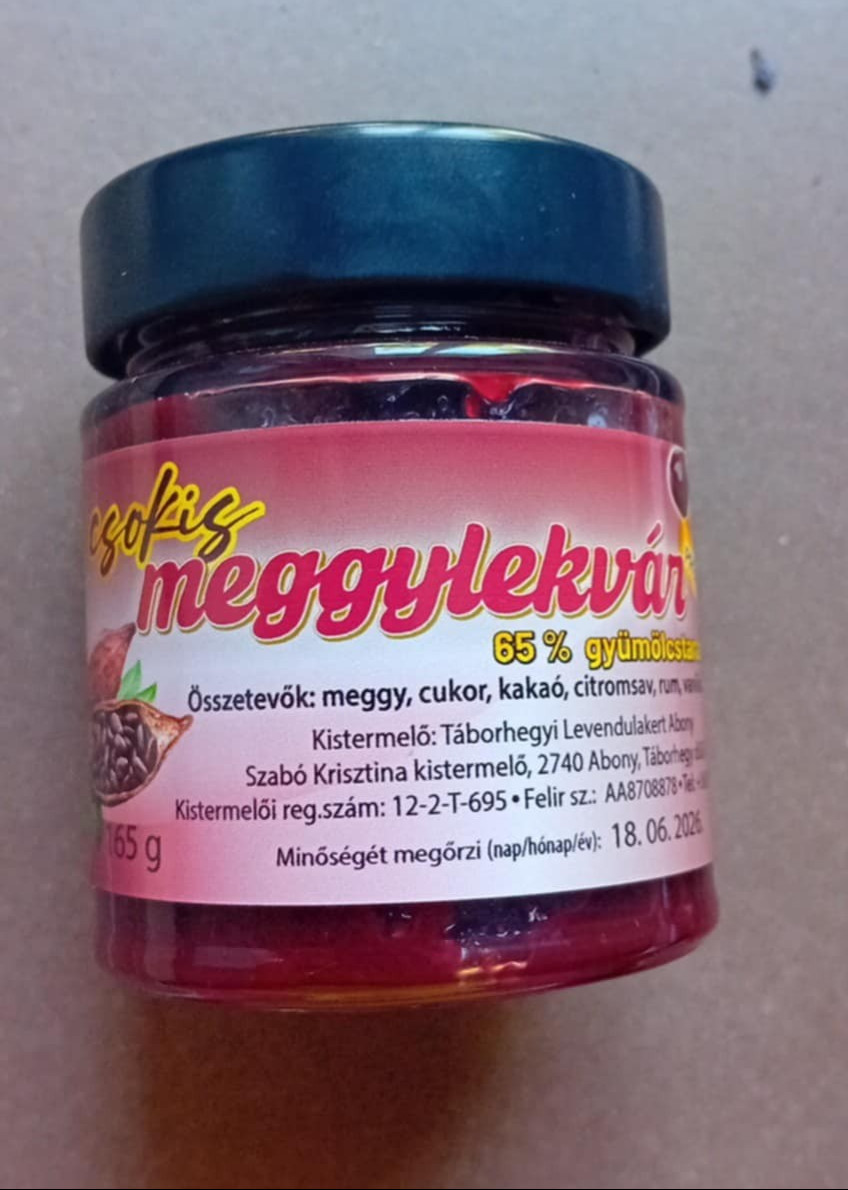 csokis
meggylekvár
65 %
Összetevők: meggy, cukor, kakaó, citromsav, rum,
Kistermelő: Táborhegyi Levendulakert Abony
Szabó Krisztina kistermelő, 2740 Abony,
Kistermelői reg.szám: 12-2-T-695 • Felir sz.: AA8708878 • Tel.:
165 g
Minőségét megőrzi (nap/hónap/év): 18. 06. 2026.